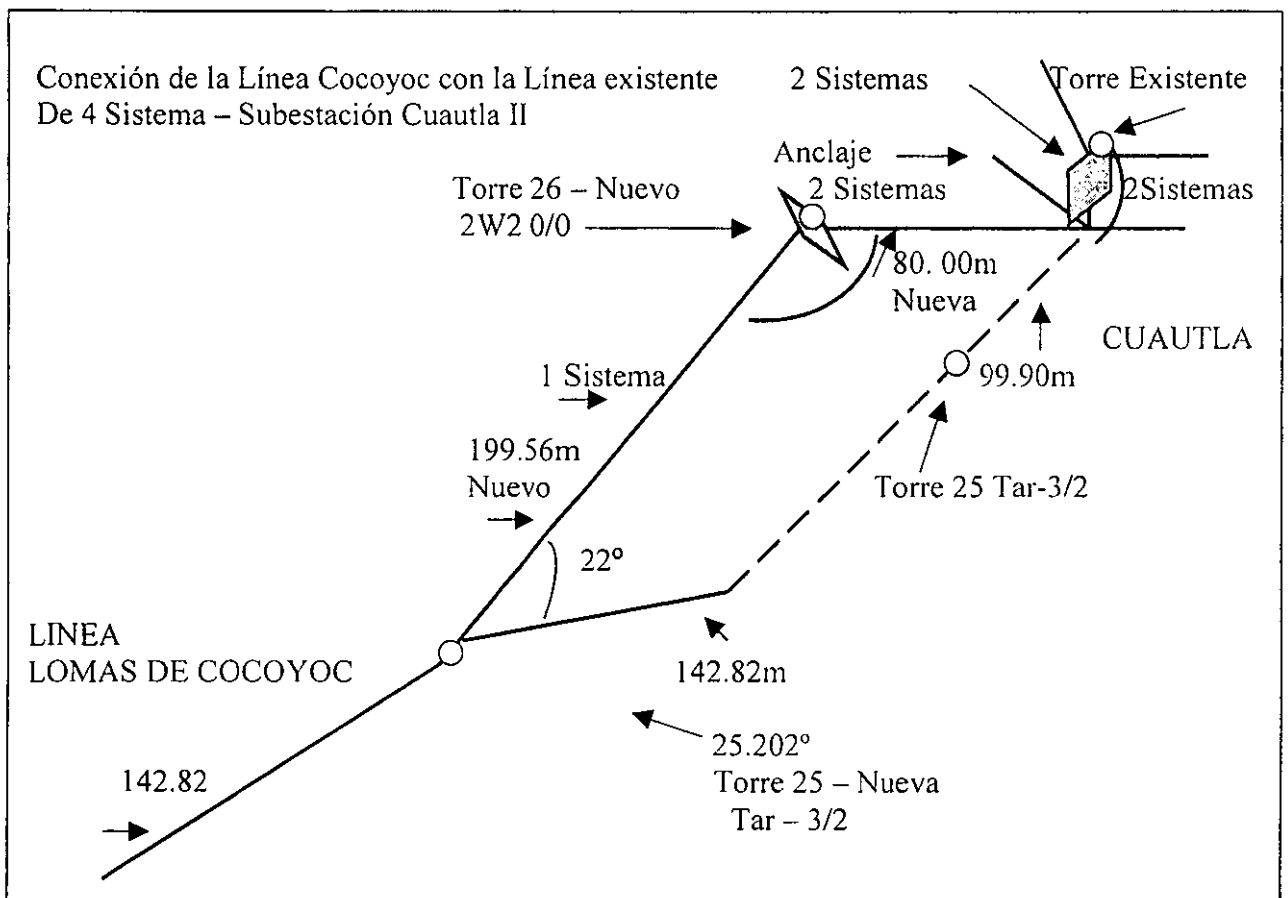 Conexión de la Línea Cocoyoc con la Línea existente
De 4 Sistema – Subestación Cuautla II
2 Sistemas
Torre Existente
Anclaje
Torre 26 – Nuevo
2W2 0/0
2 Sistemas
2Sistemas
80. 00m
Nueva
CUAUTLA
99.90m
1 Sistema
199.56m
Nuevo
Torre 25 Tar-3/2
22º
LINEA
LOMAS DE COCOYOC
142.82m
25.202º
Torre 25 – Nueva
Tar – 3/2
142.82